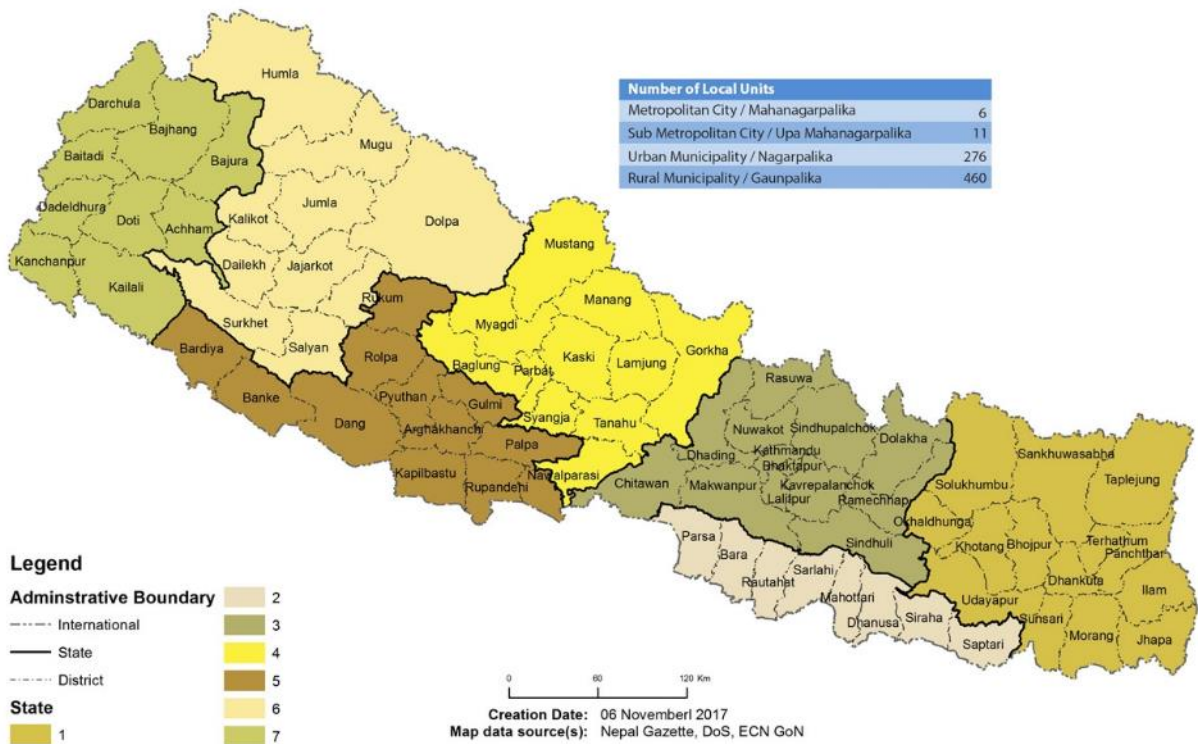 Humla
Darchula
Bajhang
Mugu
Baitadi
Bajura
Dadeldhura
Doti
Achham
Kalikot
Jumla
Dolpa
Kanchanpur
Kailali
Dailekh
Jajarkot
Surkhet
Salyan
Rukum
Bardiya
Banke
Dang
Rolpa
Pyuthan
Gulmi
Arghakhanchi
Palpa
Kapilbastu
Rupandehi
Nawalparasi
Mustang
Manang
Myagdi
Kaski
Lamjung
Gorkha
Baglung
Parbat
Syangja
Tanahu
Rasuwa
Nuwakot
Sindhupalchok
Dolakha
Dhading
Kathmandu
Bhaktapur
Chitawan
Makwanpur
Kavrepalanchok
Lalilpur
Ramechhap
Sindhuli
Parsa
Bara
Rautahat
Sarlahi
Mahottari
Dhanusa
Siraha
Saptari
Sankhuwasabha
Taplejung
Solukhumbu
Okhaldhunga
Khotang
Bhojpur
Terhathum
Panchthar
Dhankuta
Ilam
Udayapur
Sunsari
Morang
Jhapa
Number of Local Units
Metropolitan City / Mahanagarpalika 6
Sub Metropolitan City / Upa Mahanagarpalika 11
Urban Municipality / Nagarpalika 276
Rural Municipality / Gaunpalika 460
Legend
Adminstrative Boundary
International
State
District
State
1
2
3
4
5
6
7
0 60 120 Km
Creation Date: 06 Novemberl 2017
Map data source(s): Nepal Gazette, DoS, ECN GoN